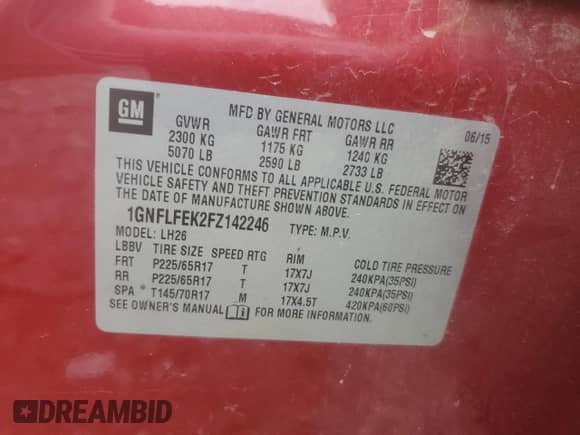 GM
MFD BY GENERAL MOTORS LLC
06/15
GVWR GAWR FRT GAWR RR
2300 KG 1175 KG 1240 KG
5070 LB 2590 LB 2733 LB
THIS VEHICLE CONFORMS TO ALL APPLICABLE U.S. FEDERAL MOTOR
VEHICLE SAFETY AND THEFT PREVENTION STANDARDS IN EFFECT ON
THE DATE OF MANUFACTURE SHOWN ABOVE.
1GNFLFEK2FZ142246 TYPE: M.P.V.
MODEL: LH26
LBBV TIRE SIZE SPEED RTG RIM COLD TIRE PRESSURE
FRT P225/65R17 T 17X7J 240KPA(35PSI)
RR P225/65R17 T 17X7J 240KPA(35PSI)
SPA * T145/70R17 M 17X4.5T 420KPA(60PSI)
SEE OWNER'S MANUAL FOR MORE INFORMATION.
DREAMBID